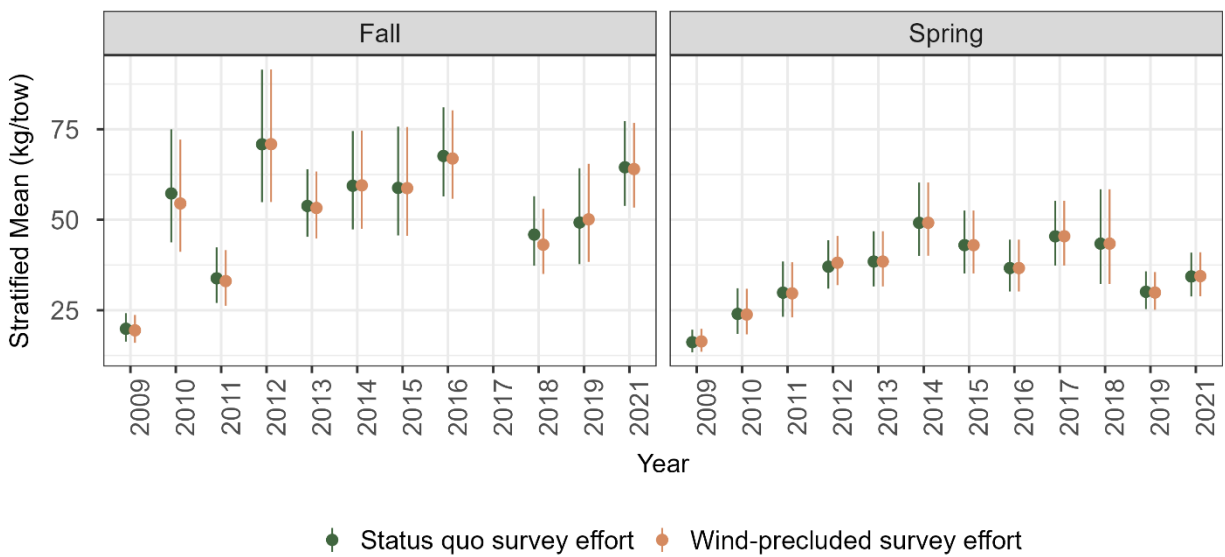 Fall
Spring
Stratified Mean (kg/tow)
75
50
25
2009 2010 2011 2012 2013 2014 2015 2016 2017 2018 2019 2021
2009 2010 2011 2012 2013 2014 2015 2016 2017 2018 2019 2021
Year
Status quo survey effort
Wind-precluded survey effort